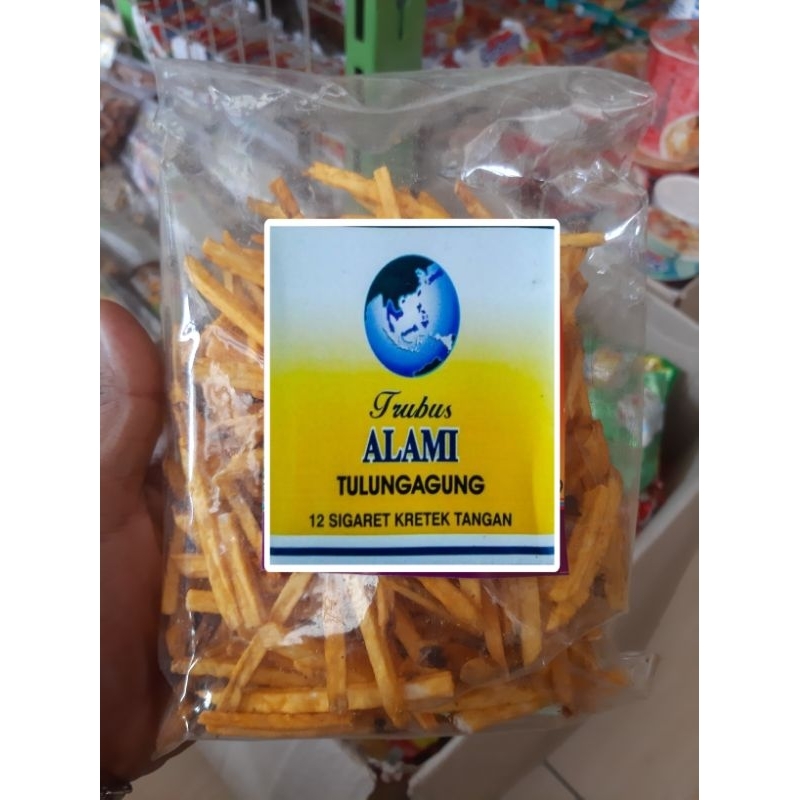 Trubus
ALAMI
TULUNGAGUNG
12 SIGARET KRETEK TANGAN